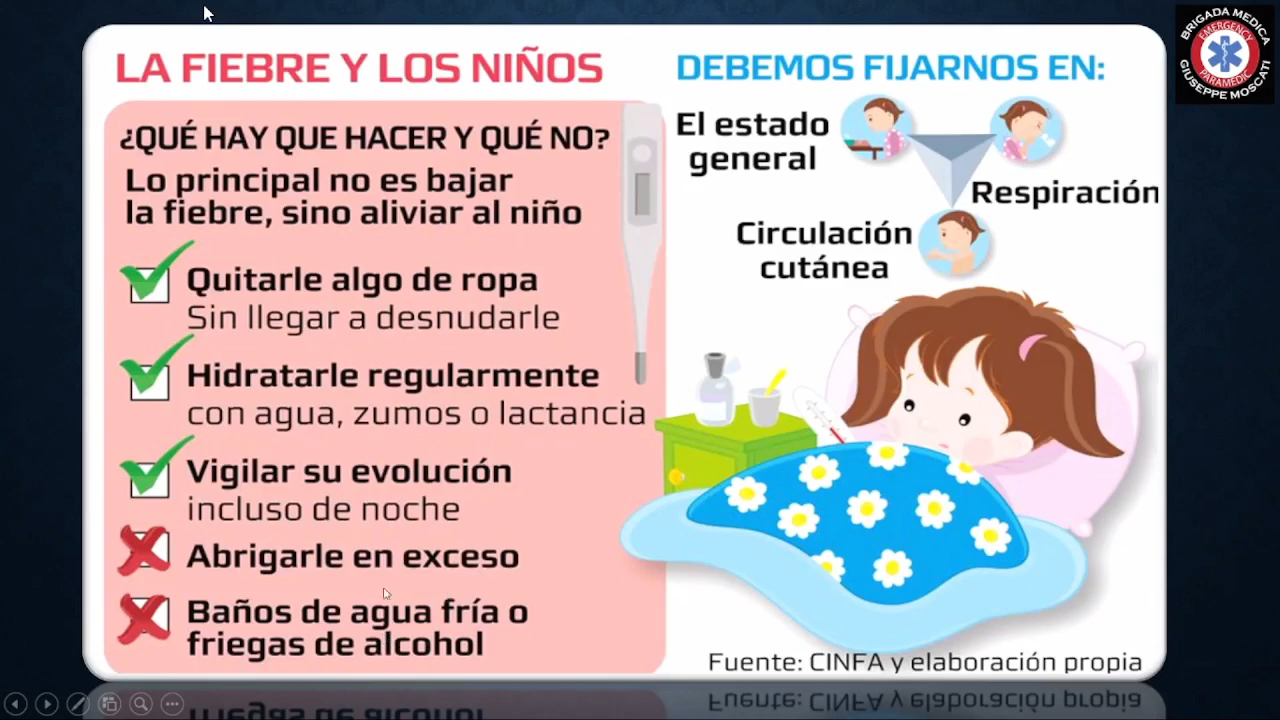 LA FIEBRE Y LOS NIÑOS
¿QUÉ HAY QUE HACER Y QUÉ NO?
Lo principal no es bajar
la fiebre, sino aliviar al niño
Quitarle algo de ropa
Sin llegar a desnudarle
Hidratarle regularmente
con agua, zumos o lactancia
Vigilar su evolución
incluso de noche
Abrigarle en exceso
Baños de agua fría o
friegas de alcohol
DEBEMOS FIJARNOS EN:
El estado
general
Respiración
Circulación
cutánea
Fuente: CINFA y elaboración propia
BRIGADA MEDICA
EMERGENCY
PARAMEDIC
GIUSEPPE MOSCATI